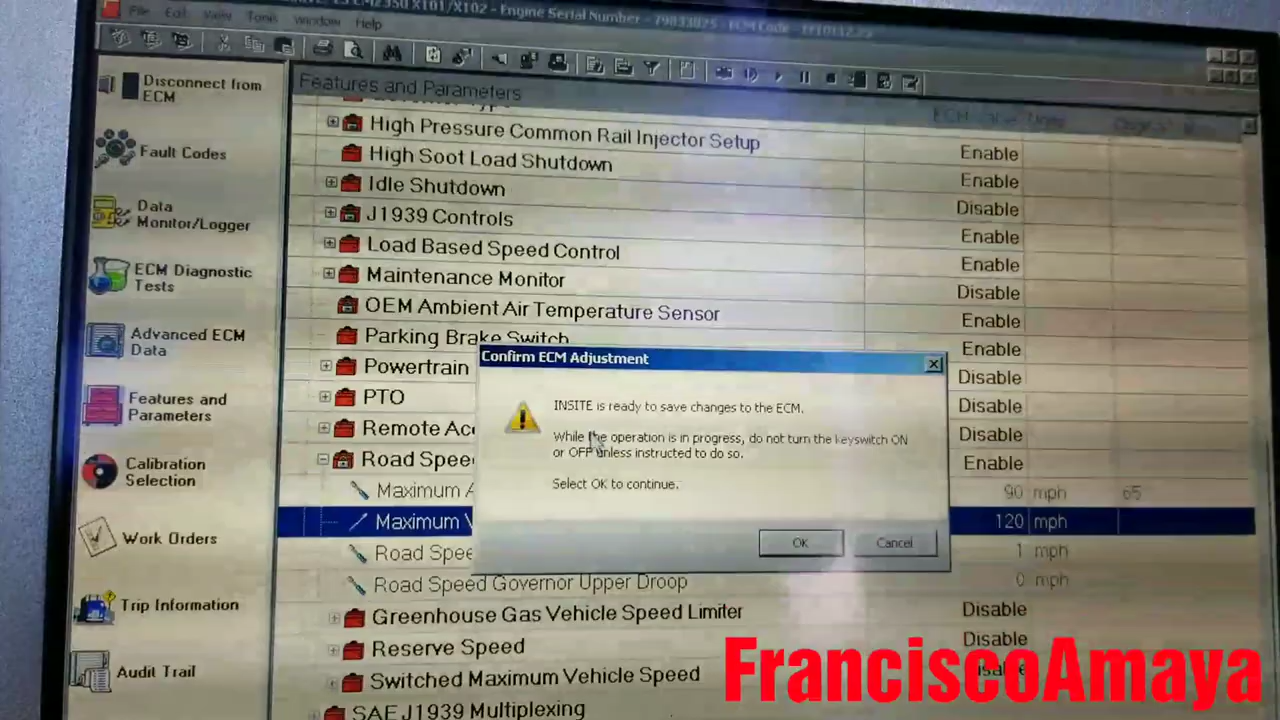 CM2350 X101/X102 - Engine Serial Number - 79833825
File Edit View Tools Window Help
Features and Parameters
Disconnect from
ECM
Fault Codes
Data
Monitor/Logger
ECM Diagnostic
Tests
Advanced ECM
Data
Features and
Parameters
Calibration
Selection
Work Orders
Trip Information
Audit Trail
High Pressure Common Rail Injector Setup
High Soot Load Shutdown Enable
Idle Shutdown Enable
J1939 Controls Disable
Load Based Speed Control Enable
Maintenance Monitor Enable
OEM Ambient Air Temperature Sensor Disable
Parking Brake Switch Enable
Powertrain Enable
PTO Disable
Remote Acc Enable
Road Spee Disable
Enable
Maximum A 90 mph 65
Maximum V 120 mph
Road Spee 1 mph
Road Speed Governor Upper Droop 0 mph
Greenhouse Gas Vehicle Speed Limiter Disable
Reserve Speed Disable
Switched Maximum Vehicle Speed
SAE J1939 Multiplexing
Confirm ECM Adjustment
INSITE is ready to save changes to the ECM.
While the operation is in progress, do not turn the keyswitch ON
or OFF unless instructed to do so.
Select OK to continue.
OK Cancel
FranciscoAmaya